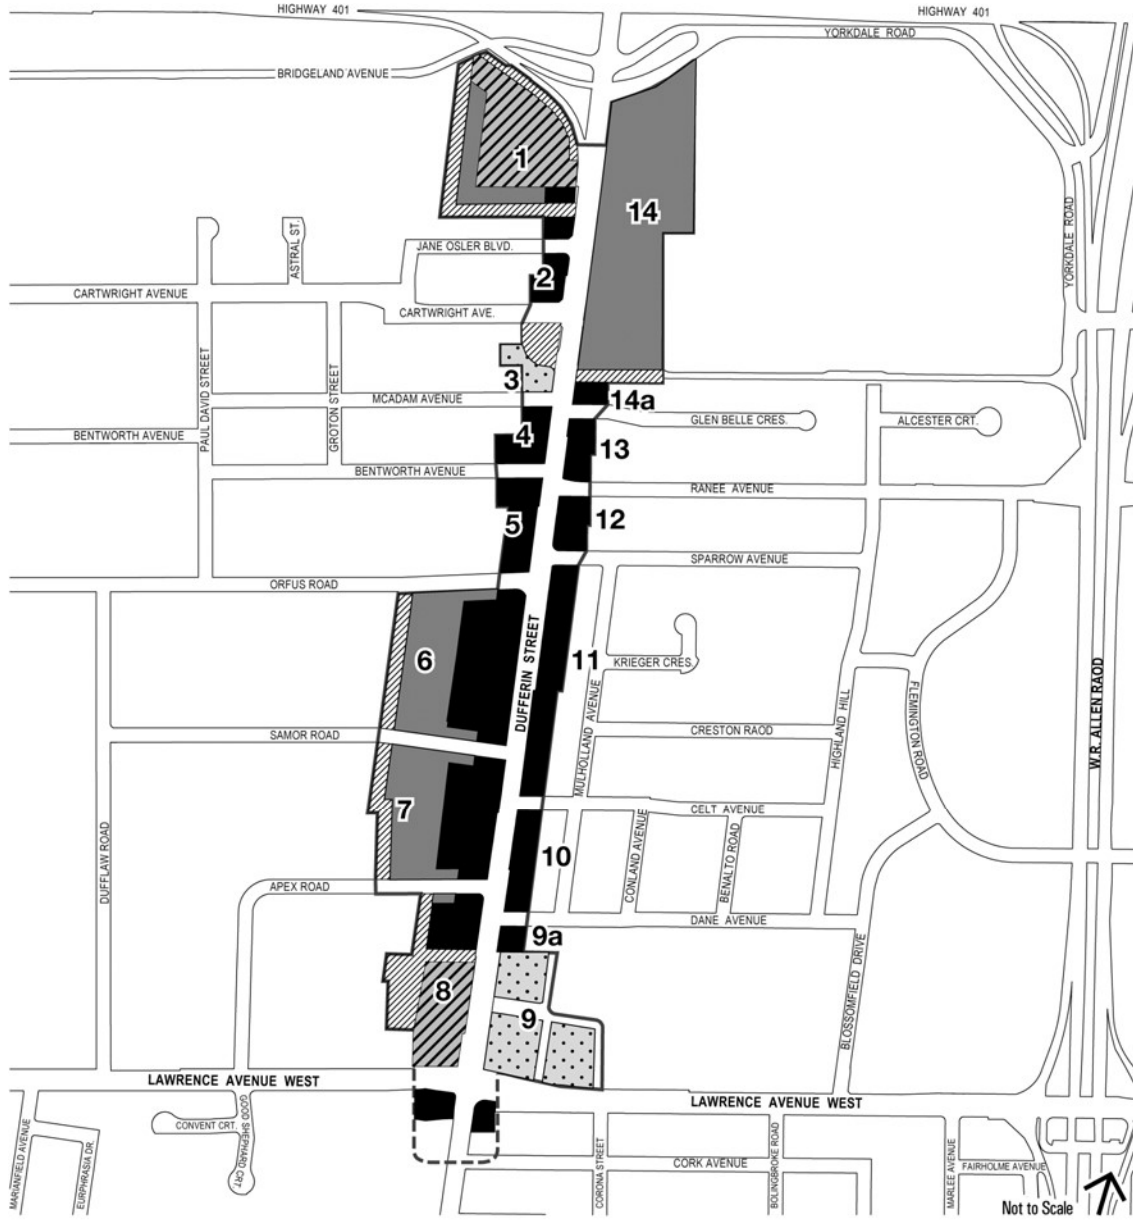 HIGHWAY 401
HIGHWAY 401
YORKDALE ROAD
BRIDGELAND AVENUE
1
14
YORKDALE ROAD
ASTRAL ST.
JANE OSLER BLVD.
2
CARTWRIGHT AVENUE
CARTWRIGHT AVE.
PAUL DAVID STREET
GROTON STREET
3
MCADAM AVENUE
14a
GLEN BELLE CRES.
ALCESTER CRT.
BENTWORTH AVENUE
4
13
BENTWORTH AVENUE
RANEE AVENUE
5
12
SPARROW AVENUE
ORFUS ROAD
DUFFERIN STREET
6
11
KRIEGER CRES.
MULHOLLAND AVENUE
HIGHLAND HILL
FLEMINGTON ROAD
W.R. ALLEN RAOD
SAMOR ROAD
CRESTON RAOD
7
CELT AVENUE
DUFFLAW ROAD
10
CONLAND AVENUE
BENALTO ROAD
APEX ROAD
DANE AVENUE
9a
BLOSSOMFIELD DRIVE
8
9
LAWRENCE AVENUE WEST
LAWRENCE AVENUE WEST
MARIANFIELD AVENUE
EURPHRASIA DR.
CONVENT CRT.
GOOD SHEPHARD CRT.
CORONA STREET
CORK AVENUE
BOLINGBROKE ROAD
MARLEE AVENUE
FAIRHOLME AVENUE
Not to Scale